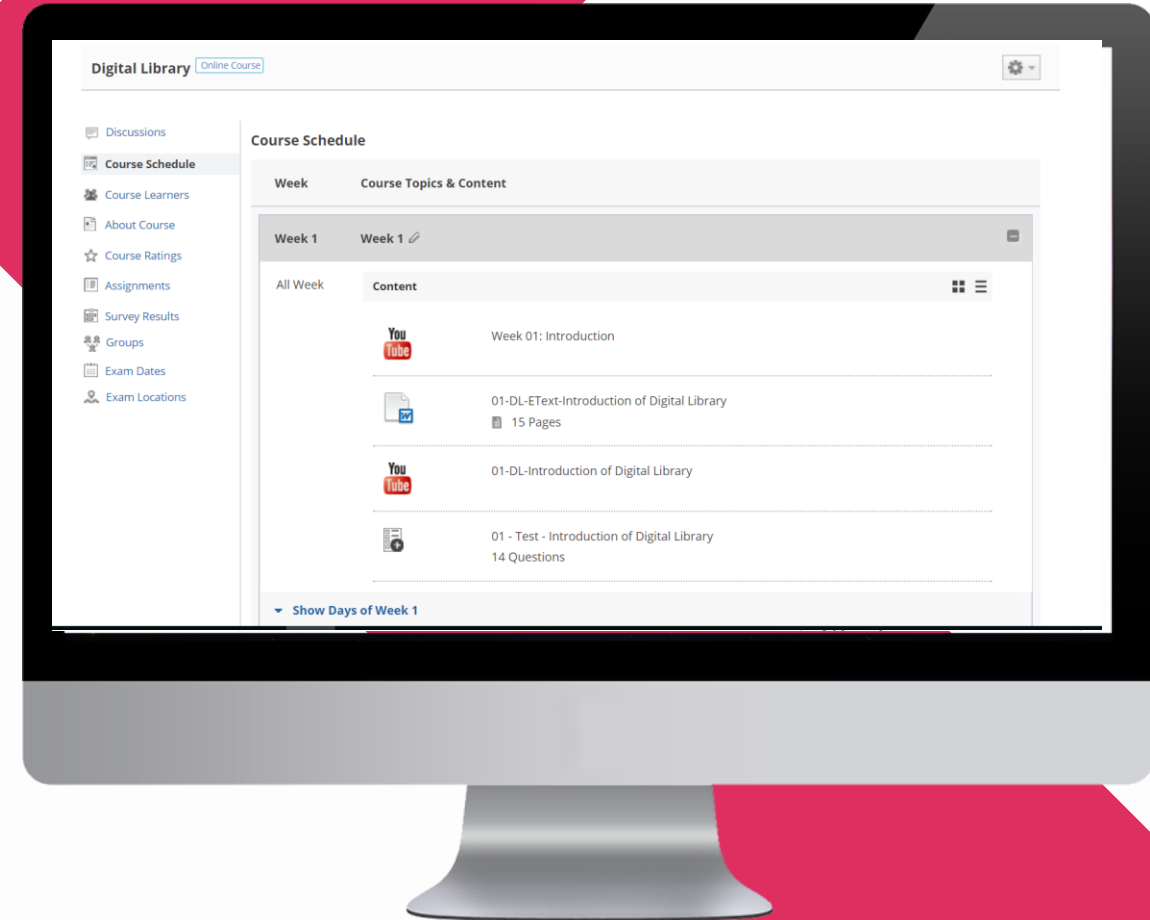 Digital Library Online Course
Discussions
Course Schedule
Course Learners
About Course
Course Ratings
Assignments
Survey Results
Groups
Exam Dates
Exam Locations
Course Schedule
Week Course Topics & Content
Week 1 Week 1
All Week Content
You
Tube
Week 01: Introduction
01-DL-EText-Introduction of Digital Library
15 Pages
You
Tube
01-DL-Introduction of Digital Library
01 - Test - Introduction of Digital Library
14 Questions
Show Days of Week 1